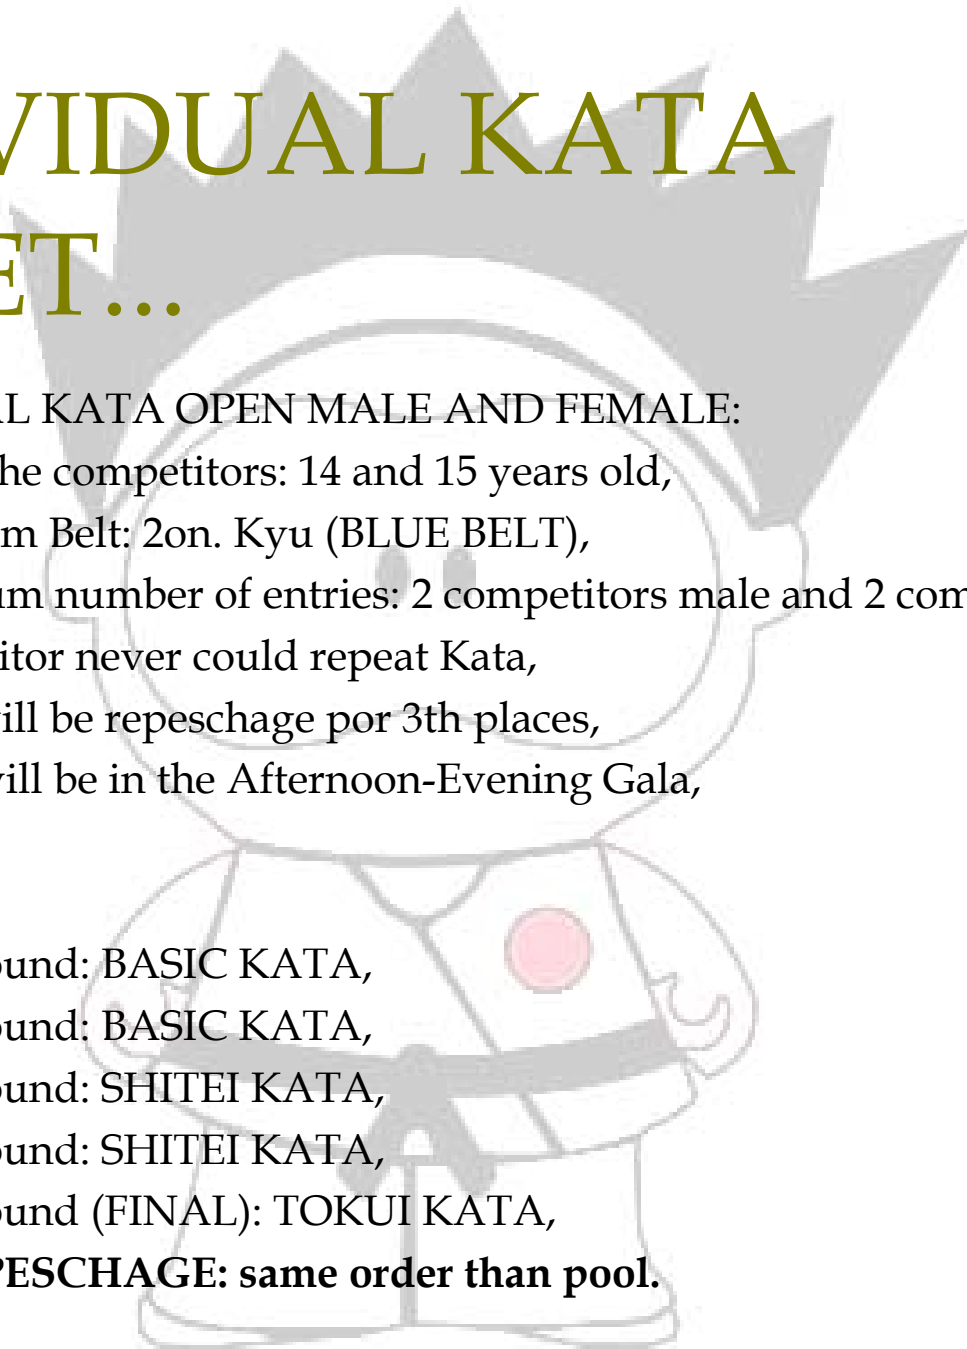 VIDUAL KATA
ET...
AL KATA OPEN MALE AND FEMALE:
he competitors: 14 and 15 years old,
m Belt: 2on. Kyu (BLUE BELT),
um number of entries: 2 competitors male and 2 com
itor never could repeat Kata,
ill be repeschage por 3th places,
will be in the Afternoon-Evening Gala,
ound: BASIC KATA,
ound: BASIC KATA,
ound: SHITEI KATA,
ound: SHITEI KATA,
ound (FINAL): TOKUI KATA,
PESCHAGE: same order than pool.